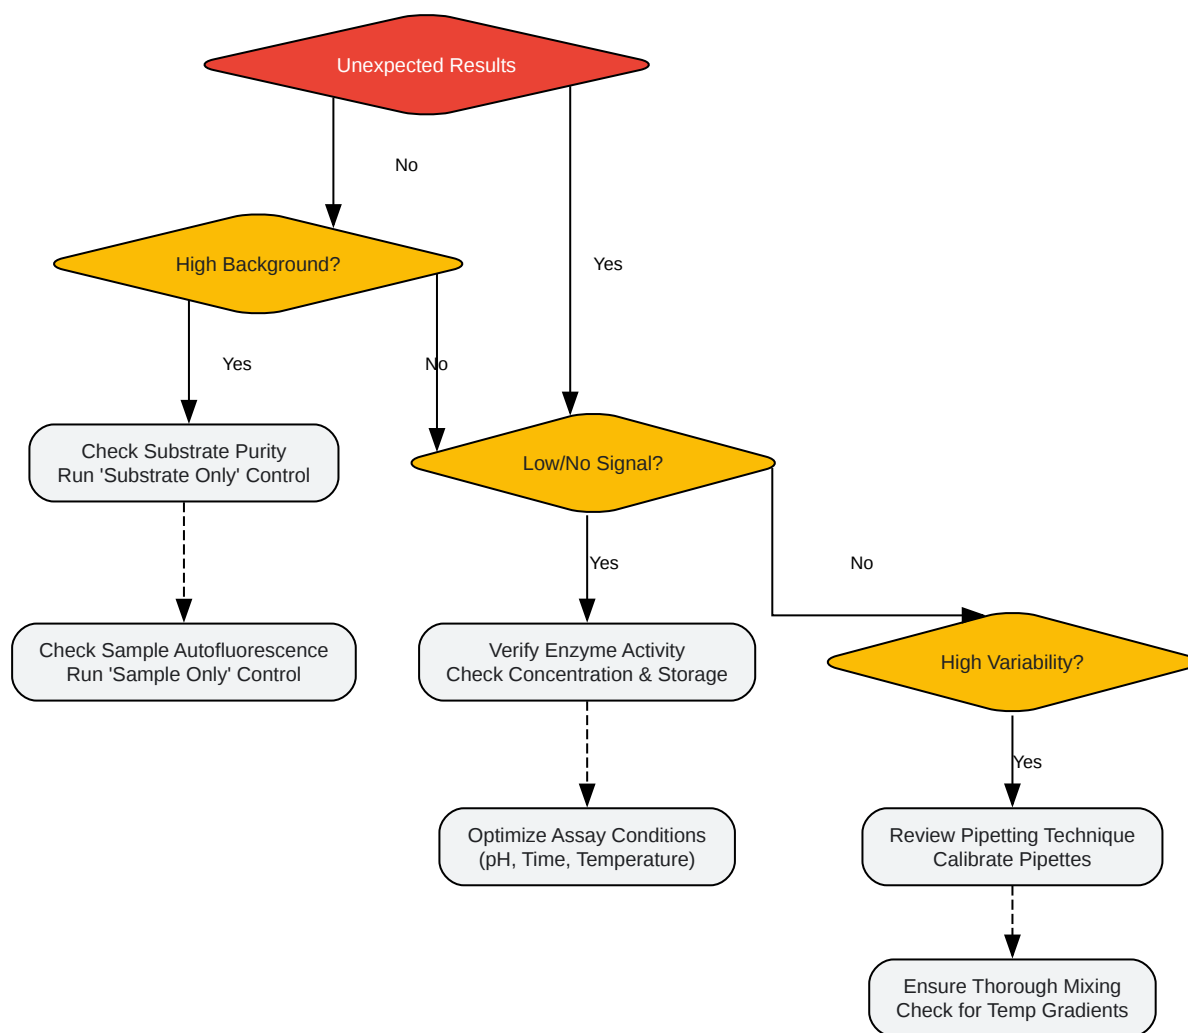 Unexpected Results
No
High Background?
Yes
Yes
No
Check Substrate Purity
Run 'Substrate Only' Control
Low/No Signal?
Yes
No
Check Sample Autofluorescence
Run 'Sample Only' Control
Verify Enzyme Activity
Check Concentration & Storage
High Variability?
Yes
Optimize Assay Conditions
(pH, Time, Temperature)
Review Pipetting Technique
Calibrate Pipettes
Ensure Thorough Mixing
Check for Temp Gradients